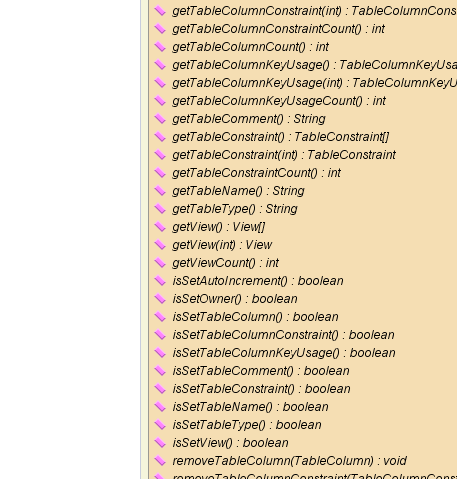 getTableColumnConstraint(int) : TableColumnCons
getTableColumnConstraintCount() : int
getTableColumnCount() : int
getTableColumnKeyUsage() : TableColumnKeyUsa
getTableColumnKeyUsage(int) : TableColumnKeyU
getTableColumnKeyUsageCount() : int
getTableComment() : String
getTableConstraint() : TableConstraint[]
getTableConstraint(int) : TableConstraint
getTableConstraintCount() : int
getTableName() : String
getTableType() : String
getView() : View[]
getView(int) : View
getViewCount() : int
isSetAutoIncrement() : boolean
isSetOwner() : boolean
isSetTableColumn() : boolean
isSetTableColumnConstraint() : boolean
isSetTableColumnKeyUsage() : boolean
isSetTableComment() : boolean
isSetTableConstraint() : boolean
isSetTableName() : boolean
isSetTableType() : boolean
isSetView() : boolean
removeTableColumn(TableColumn) : void
removeTableColumnConstraint(TableColumnConst